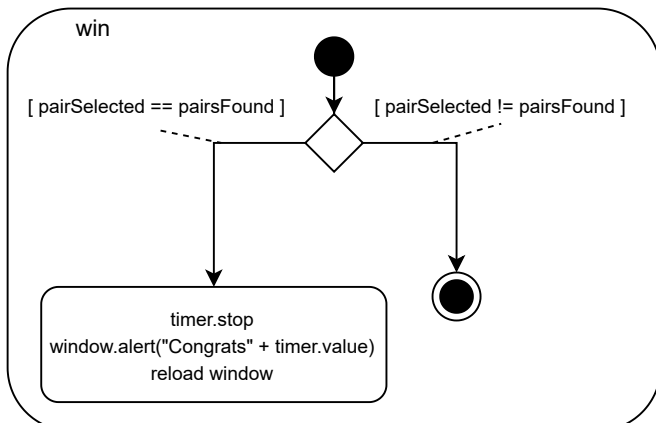 win
[ pairSelected == pairsFound ]
[ pairSelected != pairsFound ]
timer.stop
window.alert("Congrats" + timer.value)
reload window